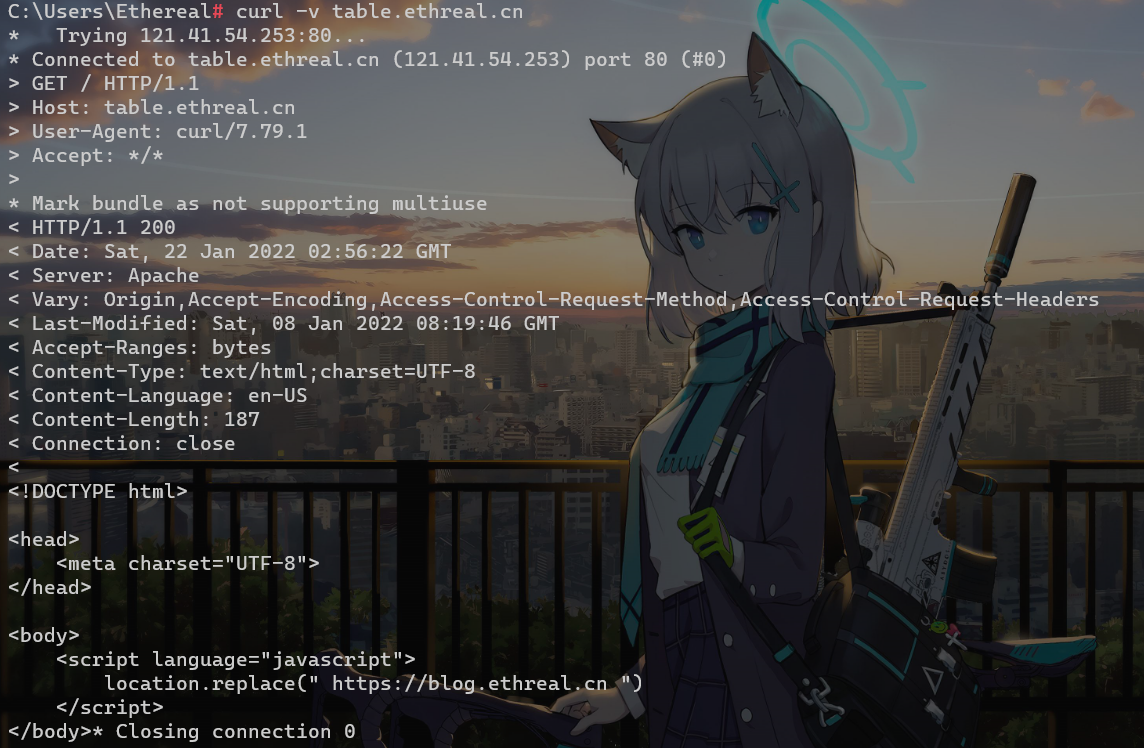 C:\Users\Ethereal# curl -v table.ethreal.cn
*   Trying 121.41.54.253:80...
* Connected to table.ethreal.cn (121.41.54.253) port 80 (#0)
> GET / HTTP/1.1
> Host: table.ethreal.cn
> User-Agent: curl/7.79.1
> Accept: */*
>
* Mark bundle as not supporting multiuse
< HTTP/1.1 200
< Date: Sat, 22 Jan 2022 02:56:22 GMT
< Server: Apache
< Vary: Origin,Accept-Encoding,Access-Control-Request-Method,Access-Control-Request-Headers
< Last-Modified: Sat, 08 Jan 2022 08:19:46 GMT
< Accept-Ranges: bytes
< Content-Type: text/html;charset=UTF-8
< Content-Language: en-US
< Content-Length: 187
< Connection: close
<
<!DOCTYPE html>

<head>
    <meta charset="UTF-8">
</head>

<body>
    <script language="javascript">
        location.replace(" https://blog.ethreal.cn ")
    </script>
</body>* Closing connection 0